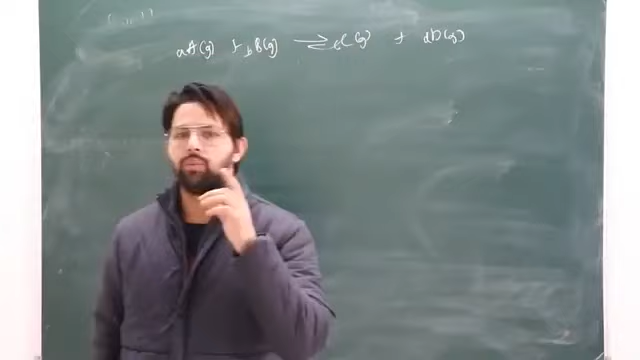 aA(g) + bB(g) ⇌ cC(g) + dD(g)